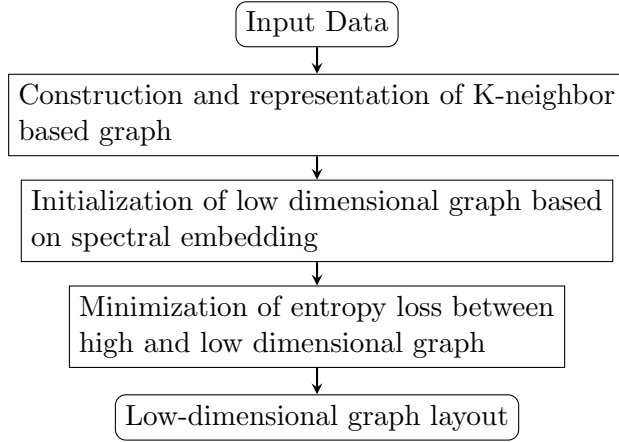 Input Data
Construction and representation of K-neighbor
based graph
Initialization of low dimensional graph based
on spectral embedding
Minimization of entropy loss between
high and low dimensional graph
Low-dimensional graph layout